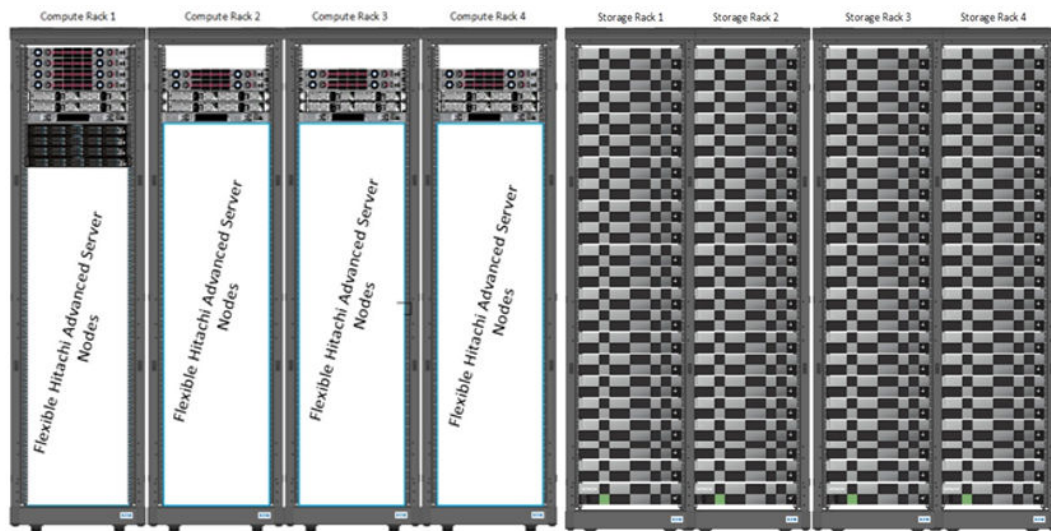 Compute Rack 1
Compute Rack 2
Compute Rack 3
Compute Rack 4
Storage Rack 1
Storage Rack 2
Storage Rack 3
Storage Rack 4
Flexible Hitachi Advanced Server
Nodes
Flexible Hitachi Advanced Server
Nodes
Flexible Hitachi Advanced Server
Nodes
Flexible Hitachi Advanced Server
Nodes